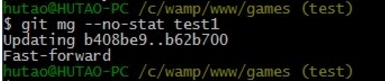 hutao@HUTAO-PC /c/wamp/www/games (test)
$ git mg --no-stat test1
Updating b408be9..b62b700
Fast-forward
hutao@HUTAO-PC /c/wamp/www/games (test)